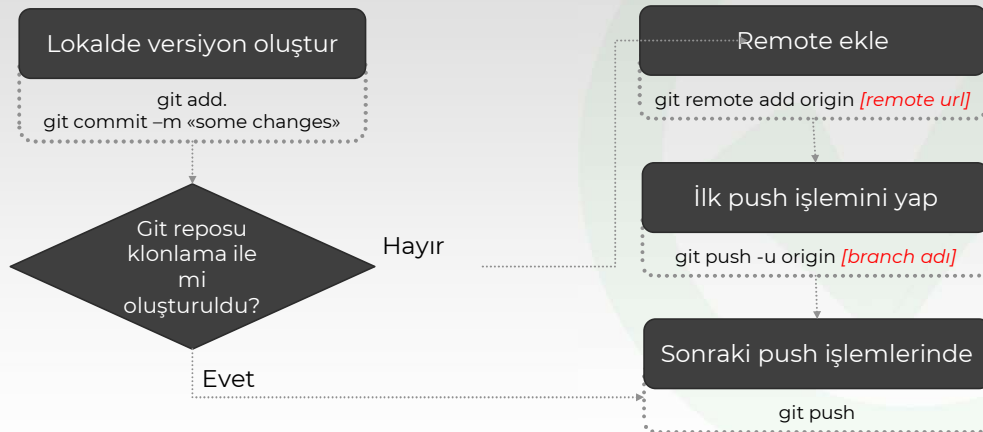 Lokalde versiyon oluştur
git add.
git commit –m «some changes»
Git reposu
klonlama ile
mi
oluşturuldu?
Hayır
Evet
Remote ekle
git remote add origin [remote url]
İlk push işlemini yap
git push -u origin [branch adı]
Sonraki push işlemlerinde
git push